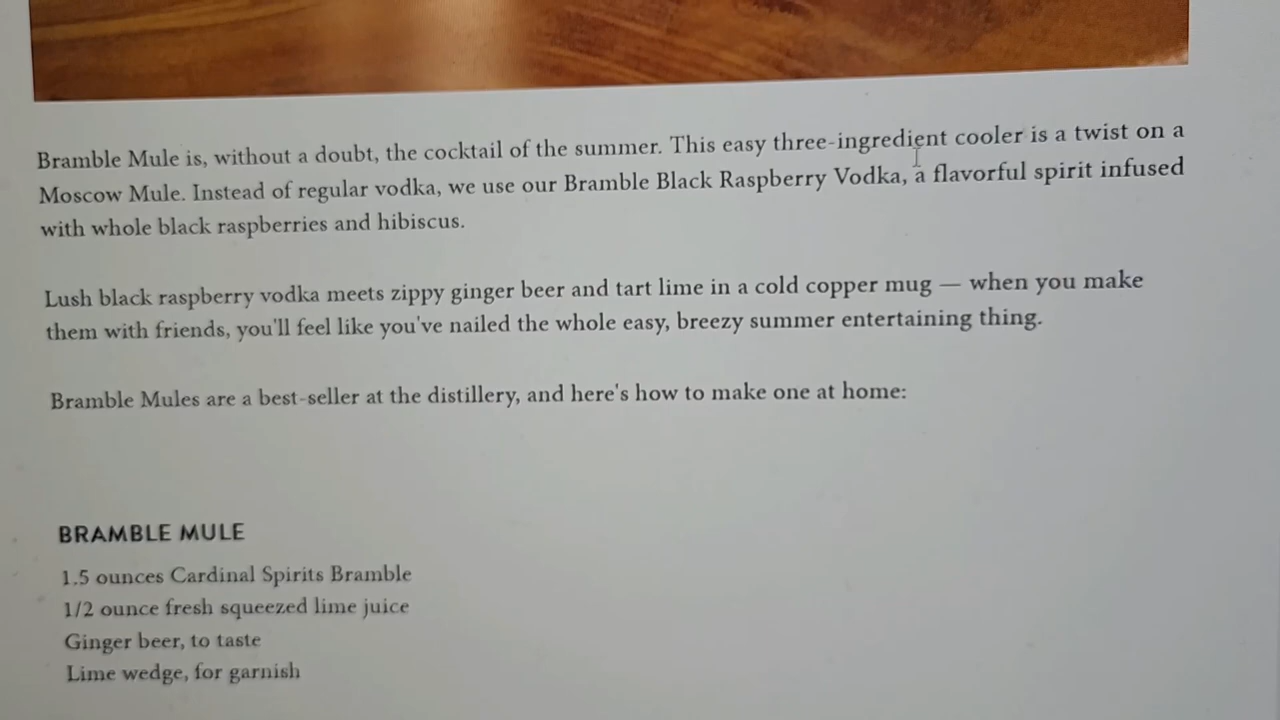 Bramble Mule is, without a doubt, the cocktail of the summer. This easy three-ingredient cooler is a twist on a
Moscow Mule. Instead of regular vodka, we use our Bramble Black Raspberry Vodka, a flavorful spirit infused
with whole black raspberries and hibiscus.
Lush black raspberry vodka meets zippy ginger beer and tart lime in a cold copper mug — when you make
them with friends, you'll feel like you've nailed the whole easy, breezy summer entertaining thing.
Bramble Mules are a best-seller at the distillery, and here's how to make one at home:
BRAMBLE MULE
1.5 ounces Cardinal Spirits Bramble
1/2 ounce fresh squeezed lime juice
Ginger beer, to taste
Lime wedge, for garnish